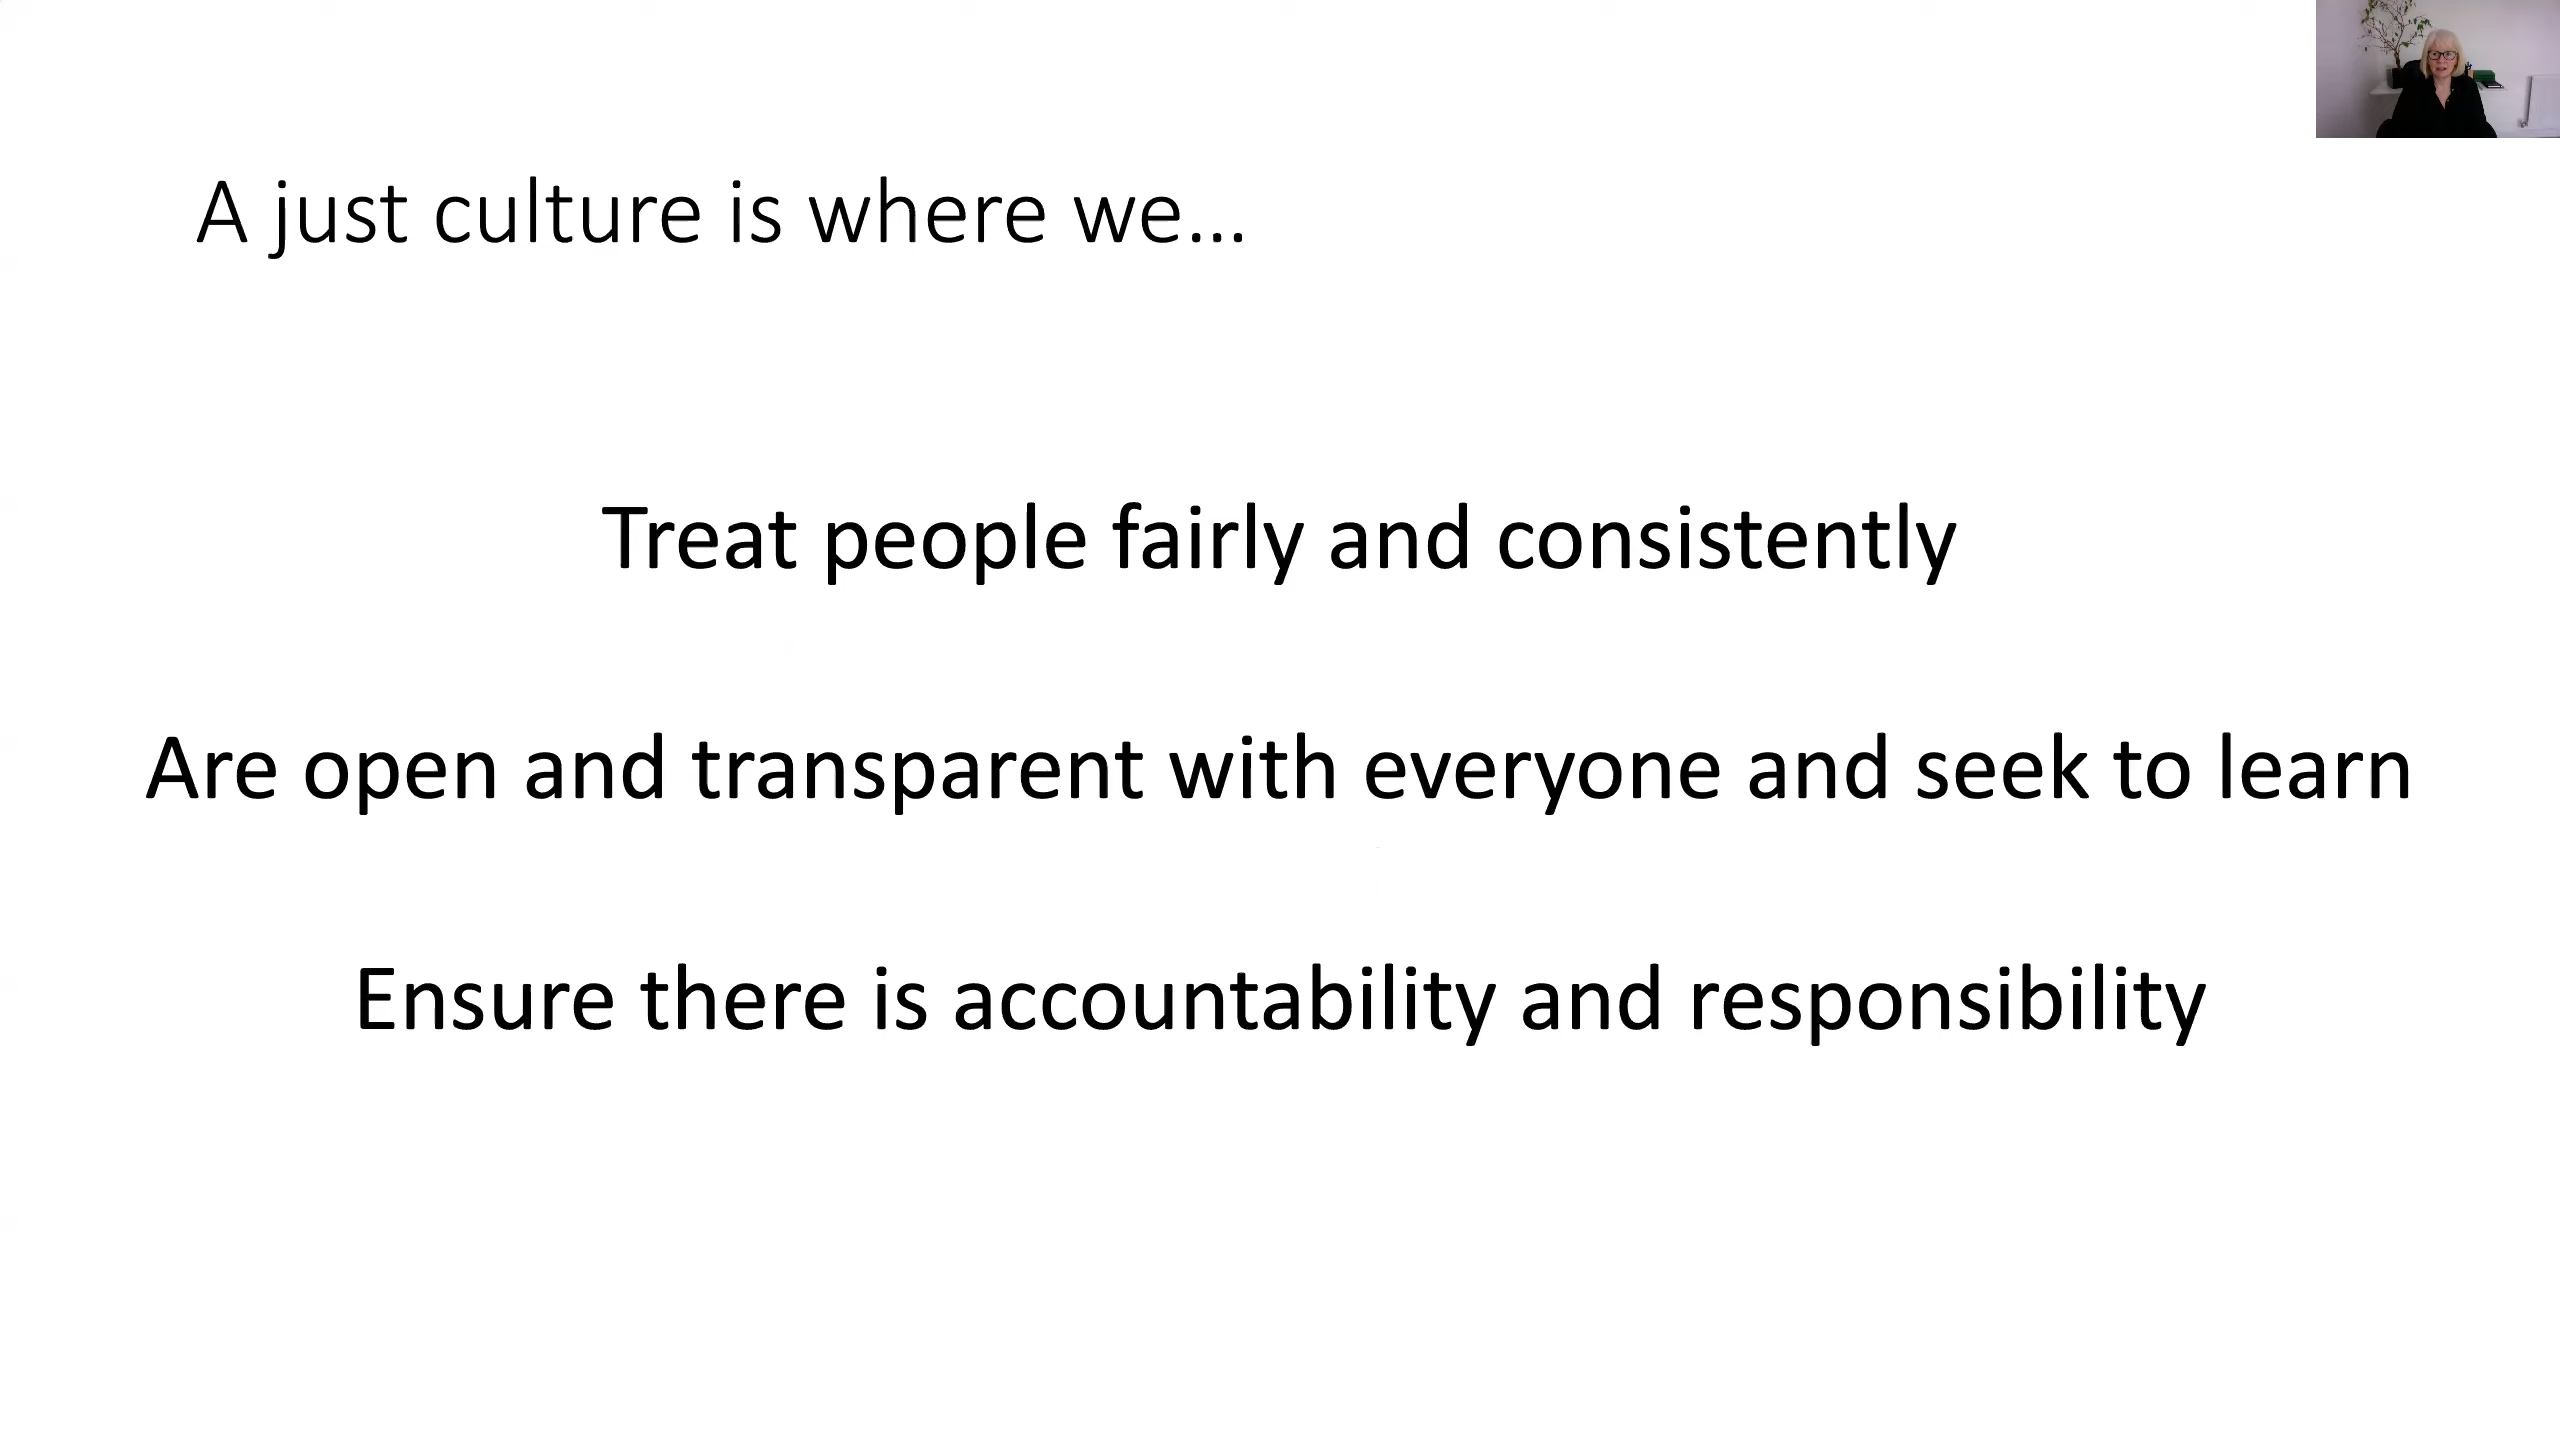 A just culture is where we...
Treat people fairly and consistently
Are open and transparent with everyone and seek to learn
Ensure there is accountability and responsibility